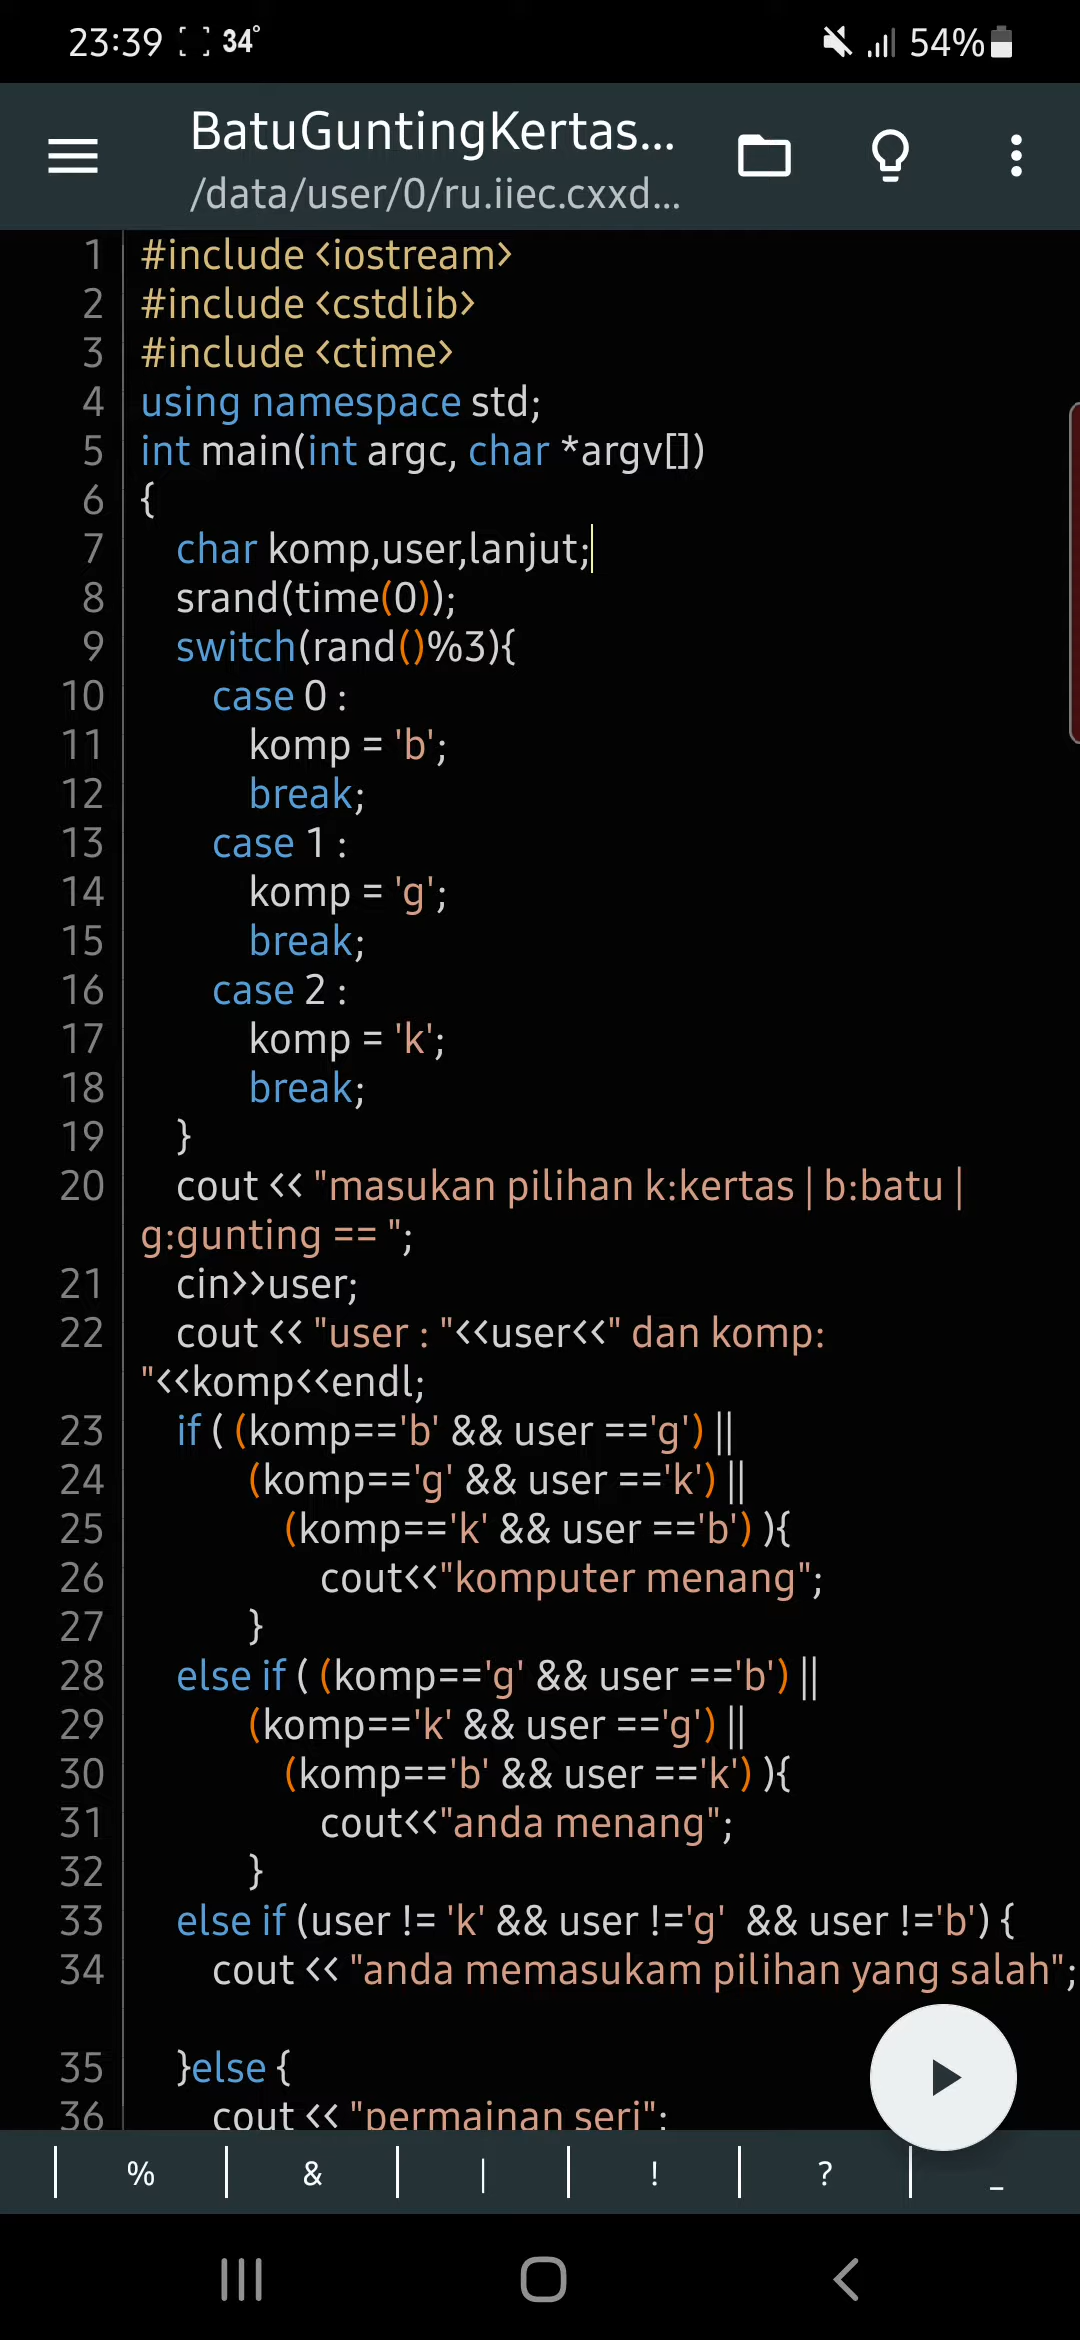 23:39 34° 54%
BatuGuntingKertas...
/data/user/0/ru.iiec.cxxd...
1 #include <iostream>
2 #include <cstdlib>
3 #include <ctime>
4 using namespace std;
5 int main(int argc, char *argv[])
6 {
7 char komp,user,lanjut;
8 srand(time(0));
9 switch(rand()%3){
10 case 0 :
11 komp = 'b';
12 break;
13 case 1 :
14 komp = 'g';
15 break;
16 case 2 :
17 komp = 'k';
18 break;
19 }
20 cout << "masukan pilihan k:kertas | b:batu |
g:gunting == ";
21 cin>>user;
22 cout << "user : "<<user<<" dan komp:
"<<komp<<endl;
23 if ( (komp=='b' && user =='g') ||
24 (komp=='g' && user =='k') ||
25 (komp=='k' && user =='b') ){
26 cout<<"komputer menang";
27 }
28 else if ( (komp=='g' && user =='b') ||
29 (komp=='k' && user =='g') ||
30 (komp=='b' && user =='k') ){
31 cout<<"anda menang";
32 }
33 else if (user != 'k' && user !='g'  && user !='b') {
34 cout << "anda memasukam pilihan yang salah";
35 }else {
36 cout << "permainan seri";
% & | ! ? _